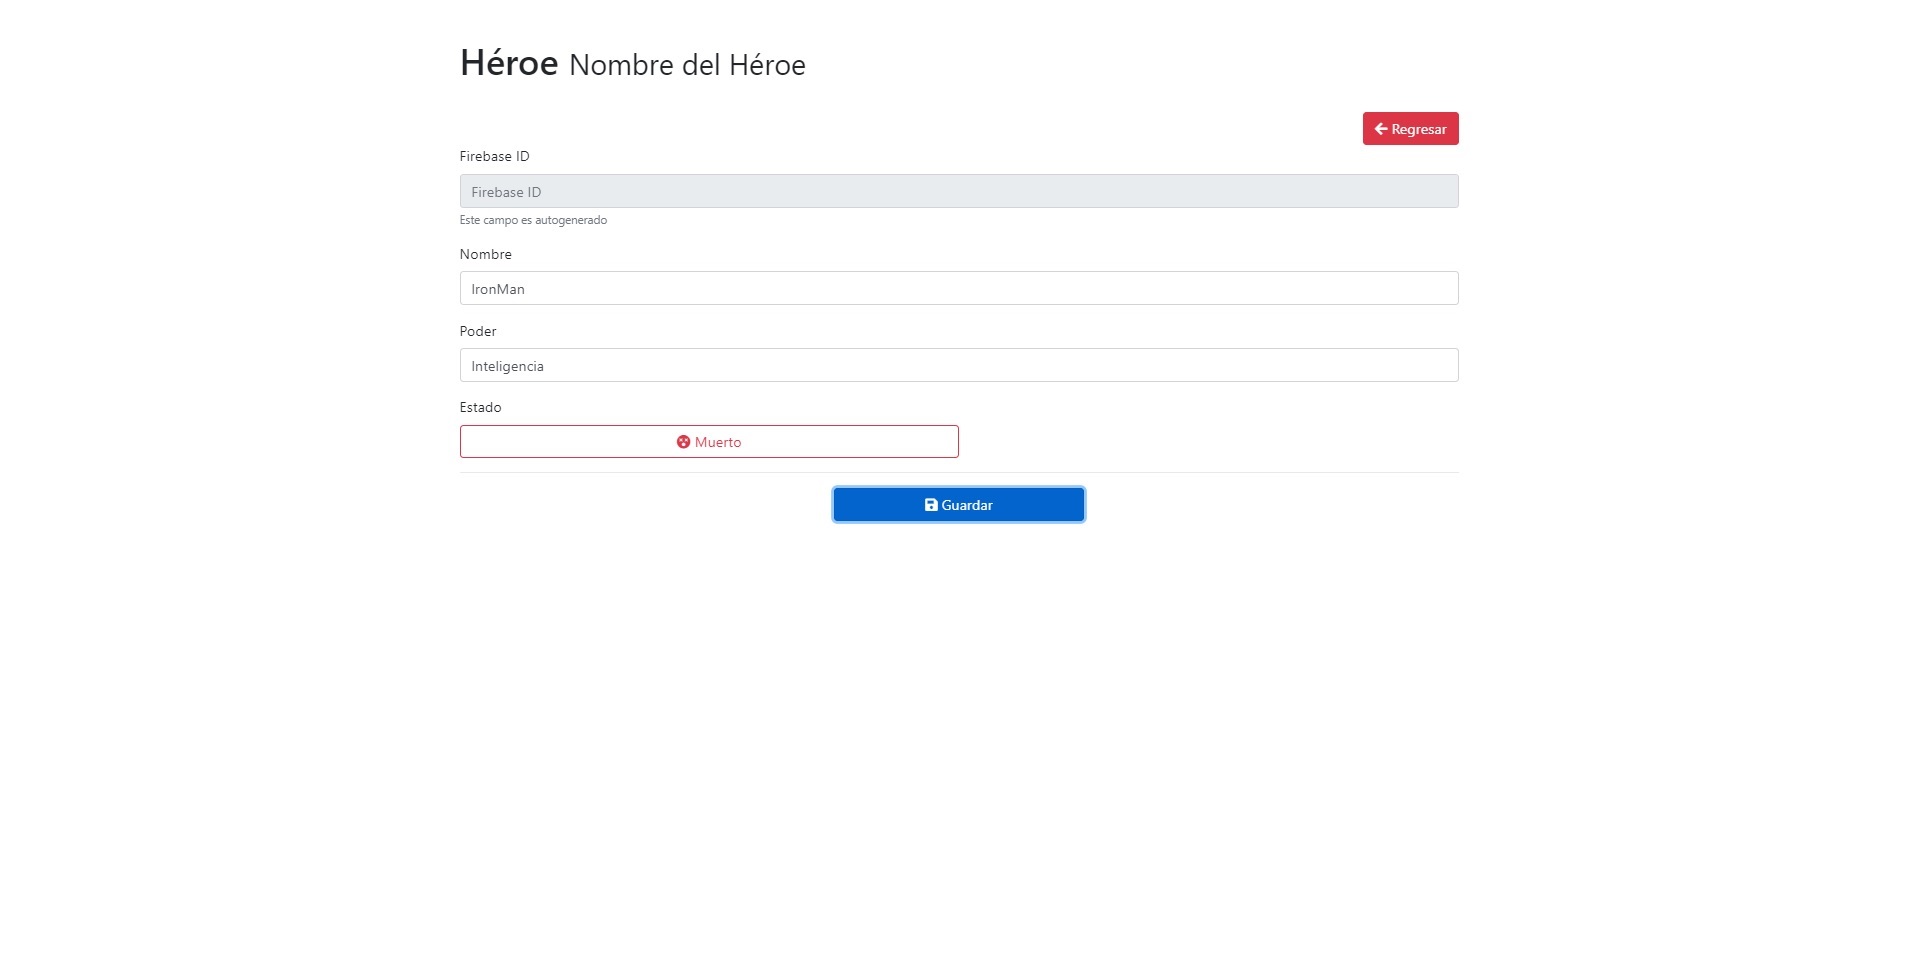 Héroe Nombre del Héroe
Regresar
Firebase ID
Firebase ID
Este campo es autogenerado
Nombre
IronMan
Poder
Inteligencia
Estado
Muerto
Guardar